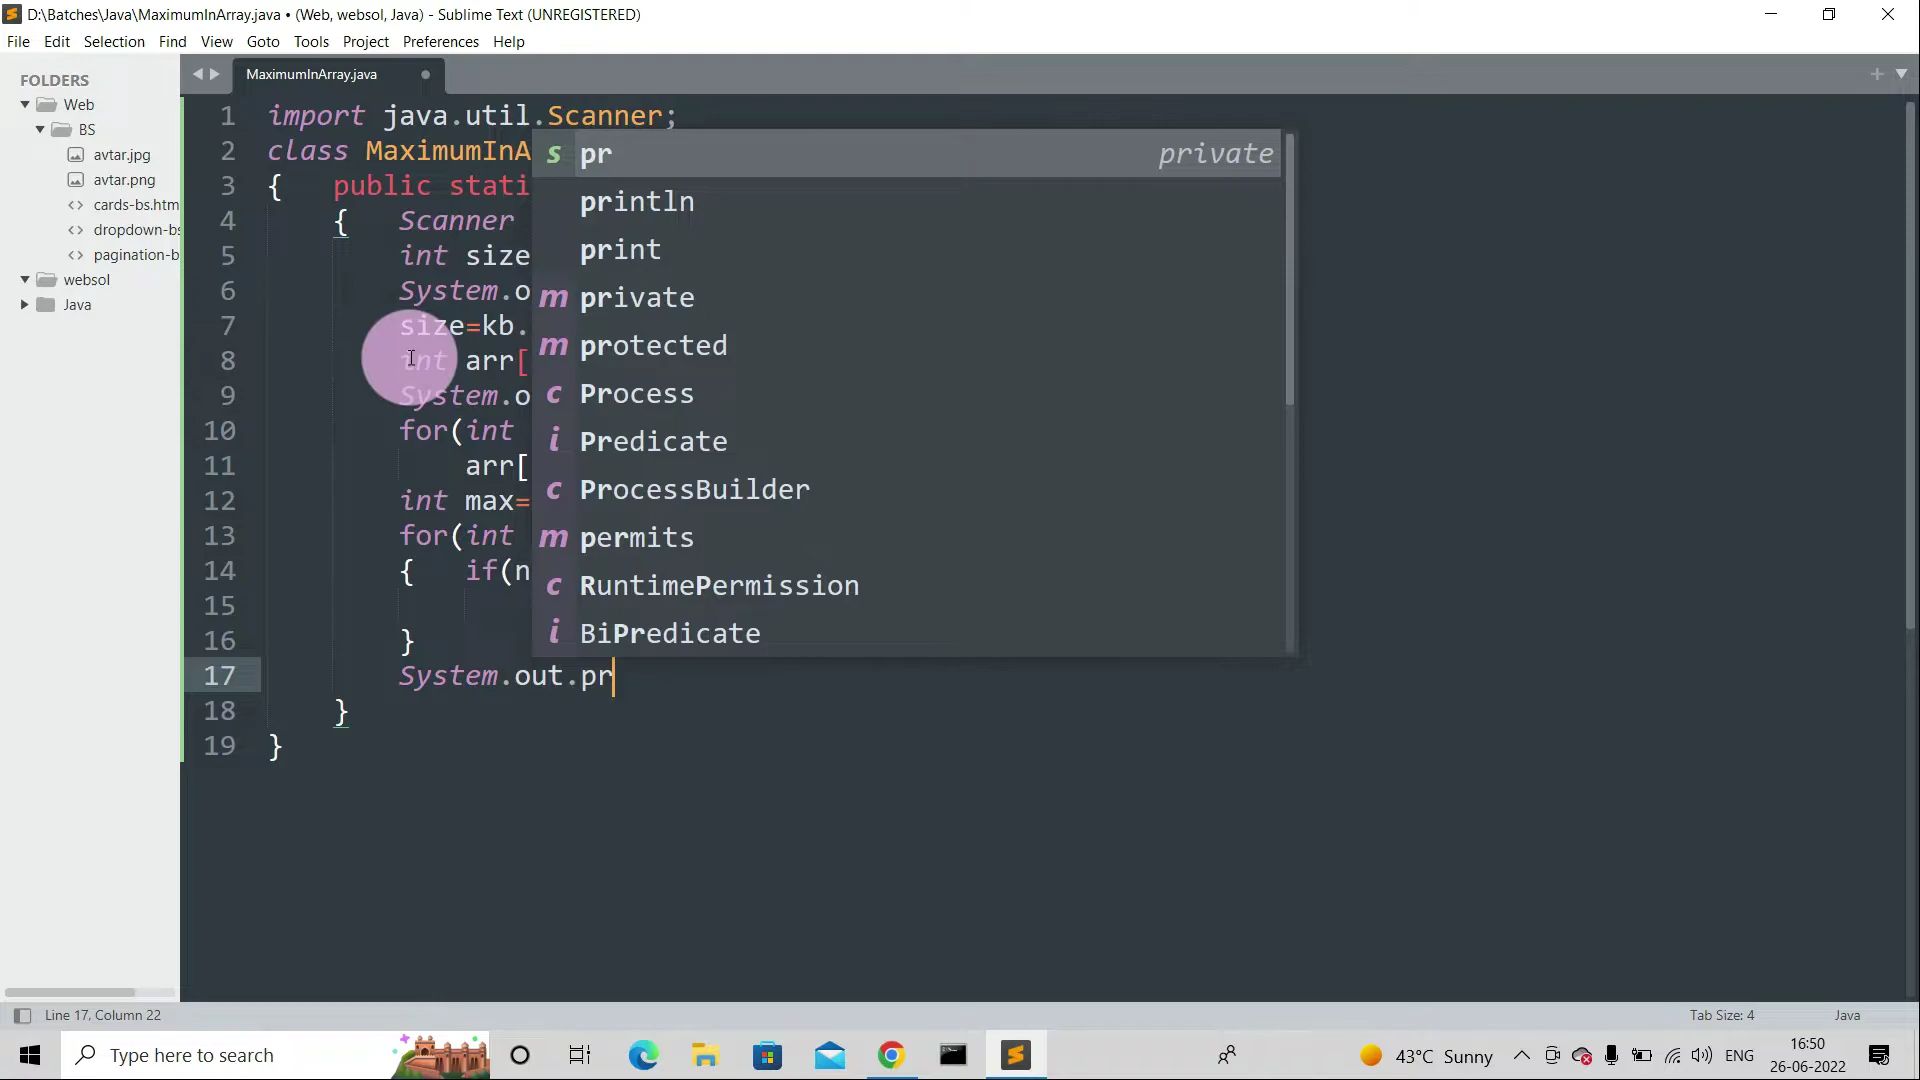 D:\Batches\Java\MaximumInArray.java • (Web, websol, Java) - Sublime Text (UNREGISTERED)
File Edit Selection Find View Goto Tools Project Preferences Help
FOLDERS
Web
BS
avtar.jpg
avtar.png
cards-bs.htm
dropdown-bs
pagination-b
websol
Java
MaximumInArray.java
1 import java.util.Scanner;
2 class MaximumInA
3 { public stati
4 { Scanner
5 int size
6 System.o
7 size=kb.
8 int arr[
9 System.o
10 for(int
11 arr[
12 int max=
13 for(int
14 { if(n
15
16 }
17 System.out.pr
18 }
19 }
s pr private
println
print
m private
m protected
c Process
i Predicate
c ProcessBuilder
m permits
c RuntimePermission
i BiPredicate
Line 17, Column 22
Tab Size: 4
Java
Type here to search
43°C Sunny
ENG
16:50
26-06-2022